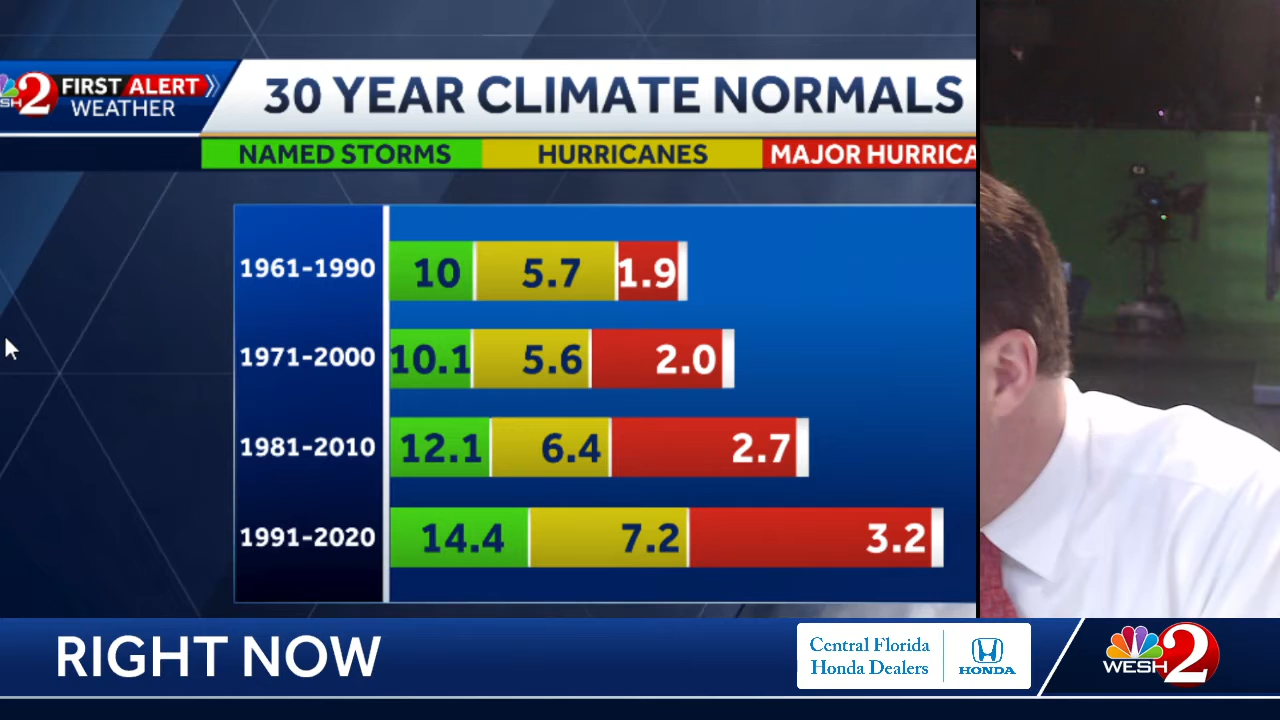 SH 2 FIRST ALERT
WEATHER
30 YEAR CLIMATE NORMALS
NAMED STORMS HURRICANES MAJOR HURRICA
1961-1990 10 5.7 1.9
1971-2000 10.1 5.6 2.0
1981-2010 12.1 6.4 2.7
1991-2020 14.4 7.2 3.2
RIGHT NOW
Central Florida
Honda Dealers
HONDA
WESH 2